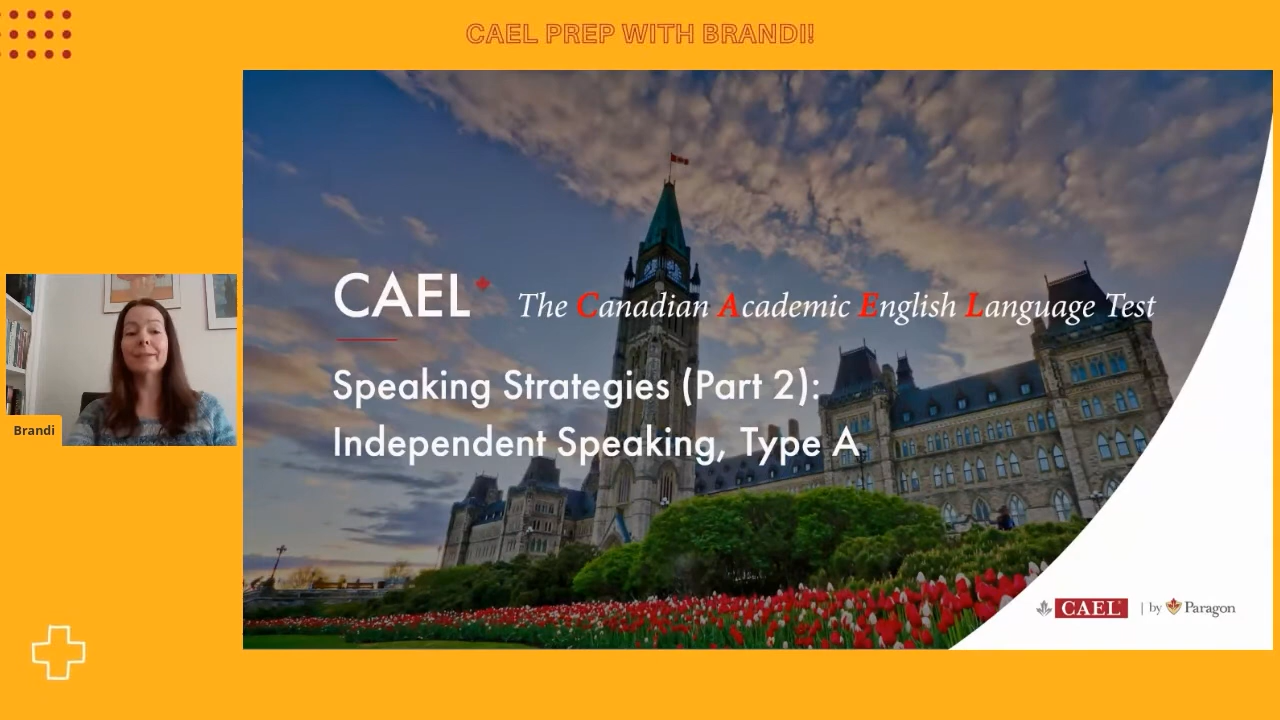 CAEL PREP WITH BRANDI!
CAEL The Canadian Academic English Language Test
Speaking Strategies (Part 2):
Independent Speaking, Type A
Brandi
CAEL | by Paragon